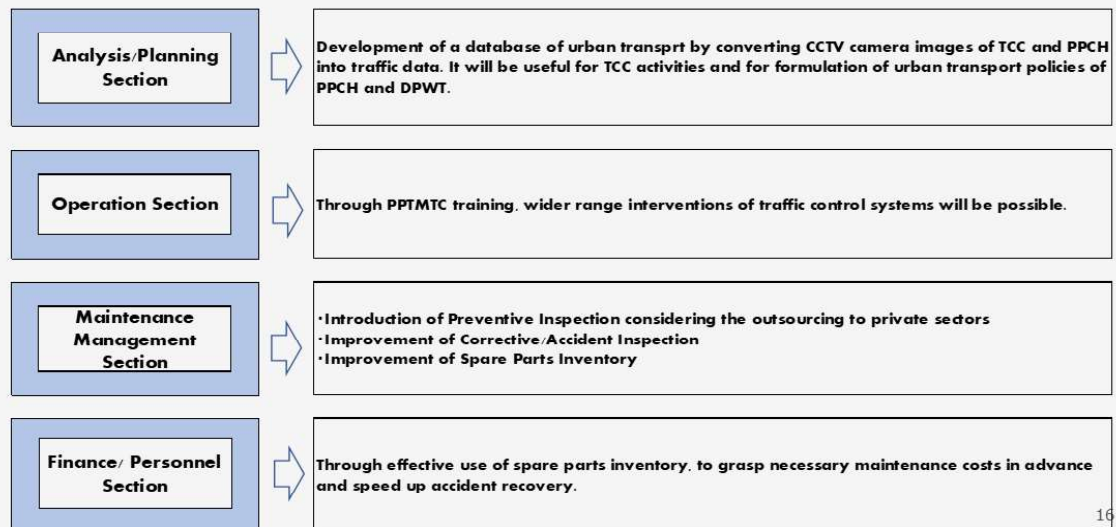 Analysis/Planning
Section
Development of a database of urban transprt by converting CCTV camera images of TCC and PPCH
into traffic data. It will be useful for TCC activities and for formulation of urban transport policies of
PPCH and DPWT.
Operation Section
Through PPTMTC training, wider range interventions of traffic control systems will be possible.
Maintenance
Management
Section
・Introduction of Preventive Inspection considering the outsourcing to private sectors
・Improvement of Corrective/Accident Inspection
・Improvement of Spare Parts Inventory
Finance/ Personnel
Section
Through effective use of spare parts inventory, to grasp necessary maintenance costs in advance
and speed up accident recovery.
16